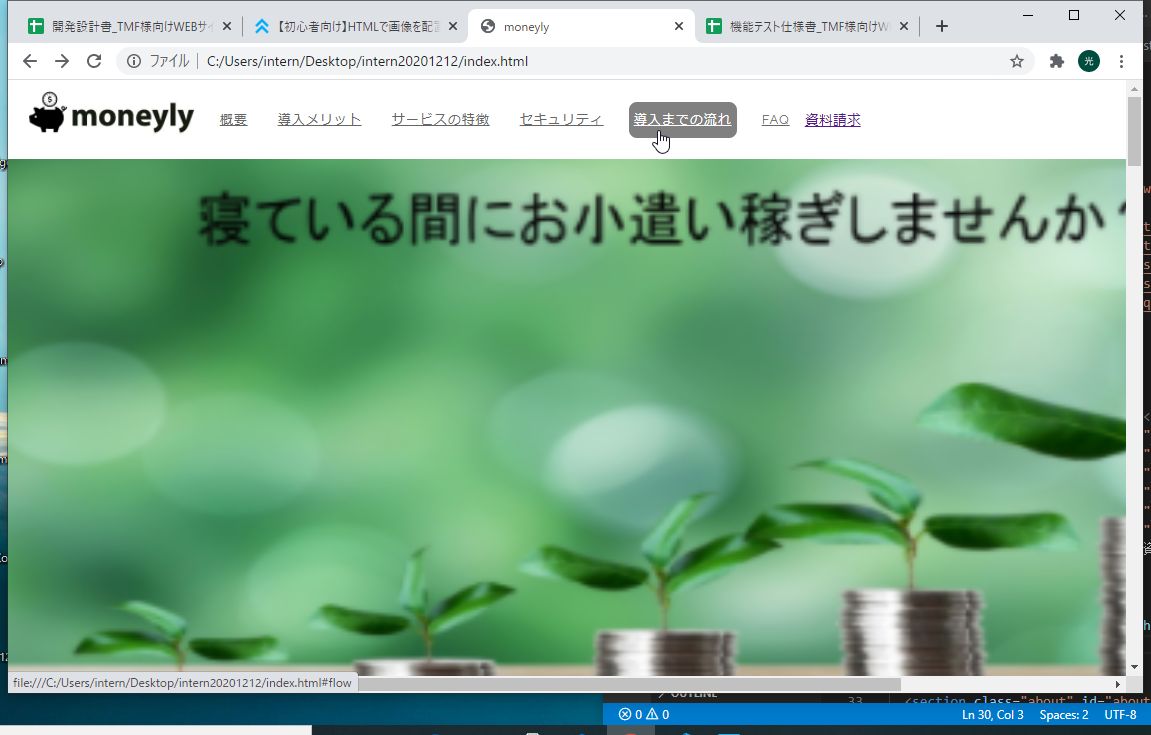 開発設計書_TMF様向けWEBサイ
【初心者向け】HTMLで画像を配置
moneyly
機能テスト仕様書_TMF様向けW
ファイル | C:/Users/intern/Desktop/intern20201212/index.html
光
moneyly
概要
導入メリット
サービスの特徴
セキュリティ
導入までの流れ
FAQ
資料請求
寝ている間にお小遣い稼ぎしませんか?
file:///C:/Users/intern/Desktop/intern20201212/index.html#flow
OUTLINE
33
<section class="about" id="about
0 0
Ln 30, Col 3
Spaces: 2
UTF-8